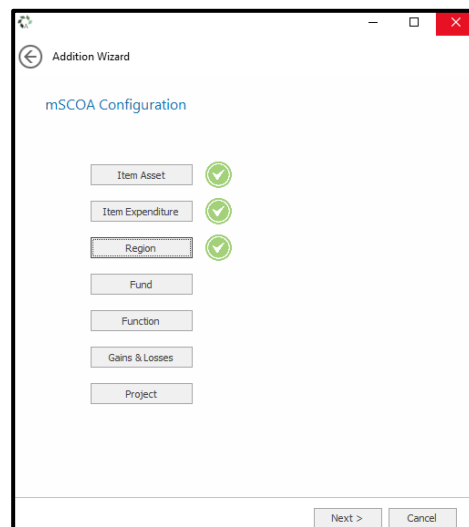 Addition Wizard
mSCOA Configuration
Item Asset
Item Expenditure
Region
Fund
Function
Gains & Losses
Project
Next >
Cancel